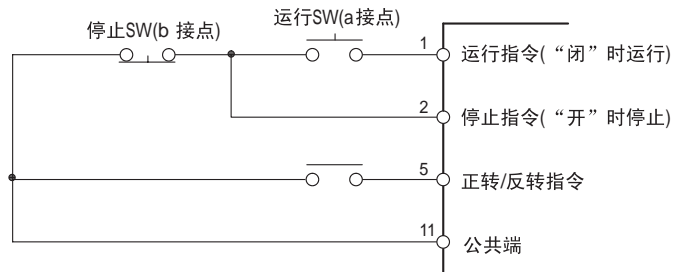 运行SW(a接点)
停止SW(b 接点)
1 运行指令(“闭”时运行)
2 停止指令(“开”时停止)
5 正转/反转指令
11 公共端